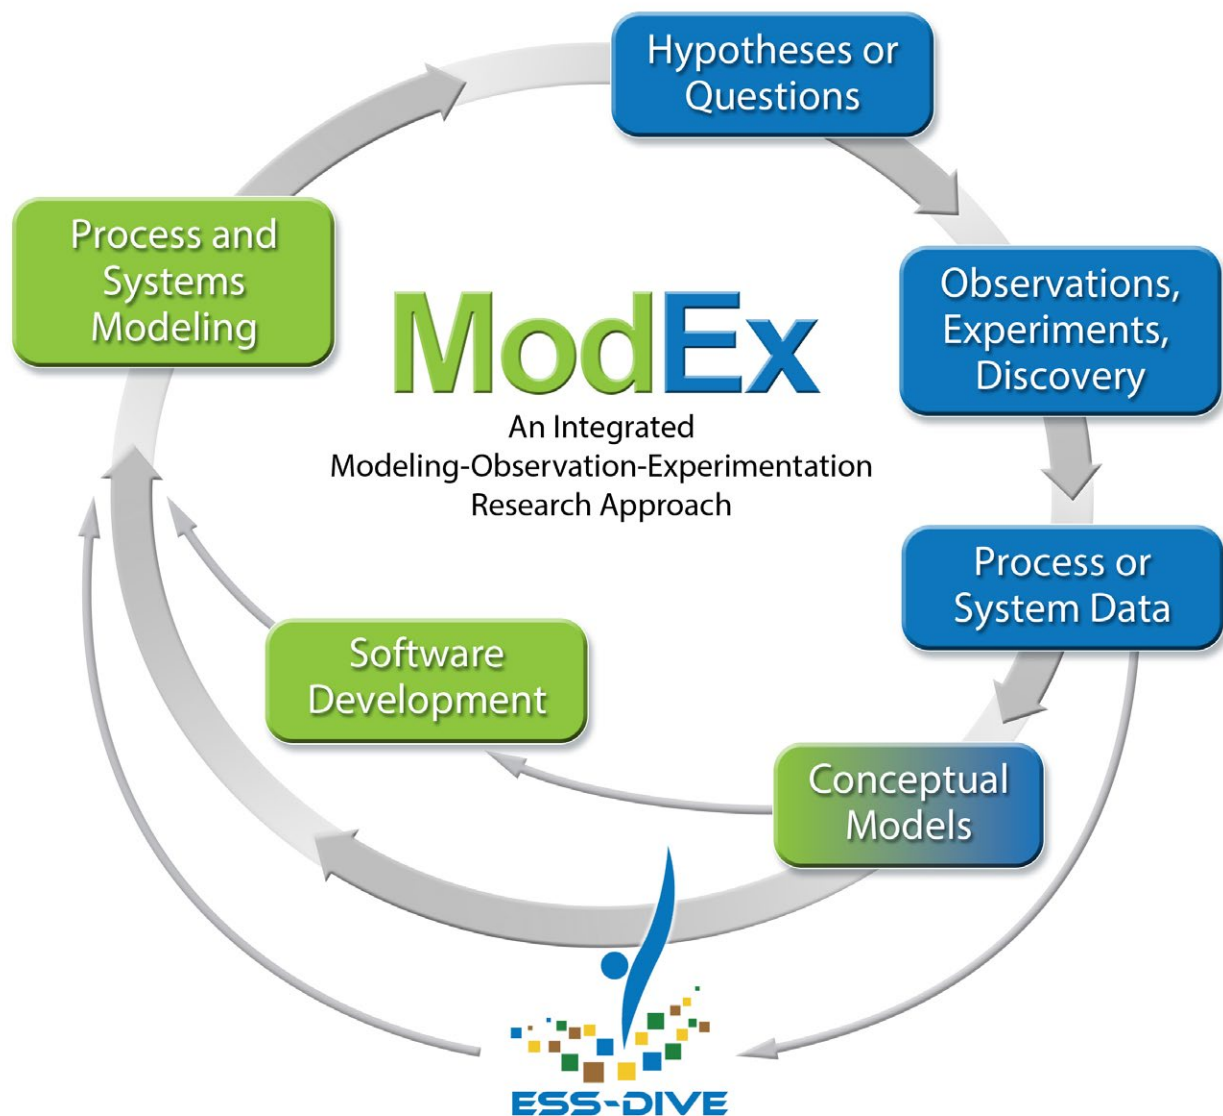 Hypotheses or
Questions
Process and
Systems
Modeling
Observations,
Experiments,
Discovery
ModEx
An Integrated
Modeling-Observation-Experimentation
Research Approach
Process or
System Data
Software
Development
Conceptual
Models
ESS-DIVE